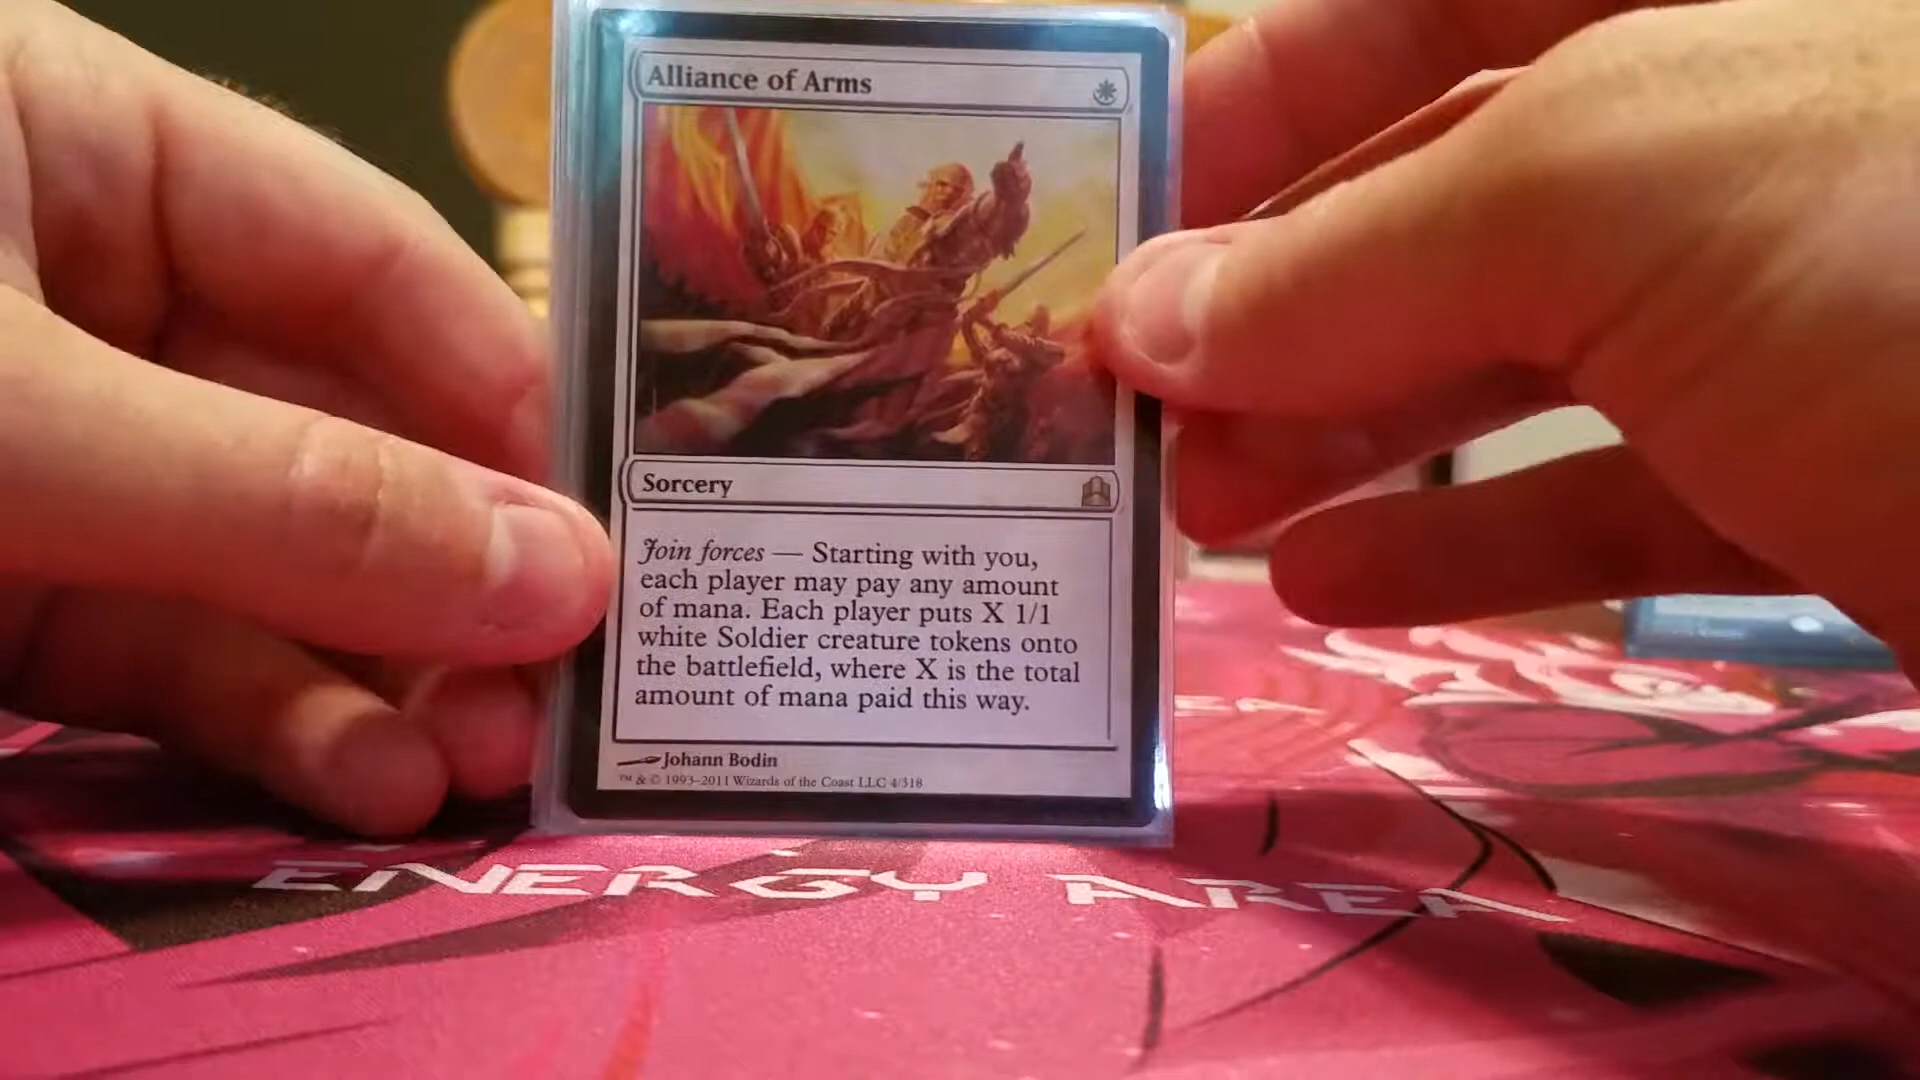 Alliance of Arms
Sorcery
Join forces — Starting with you,
each player may pay any amount
of mana. Each player puts X 1/1
white Soldier creature tokens onto
the battlefield, where X is the total
amount of mana paid this way.
Johann Bodin
™ & © 1993–2011 Wizards of the Coast LLC 4/318
ENERGY AREA